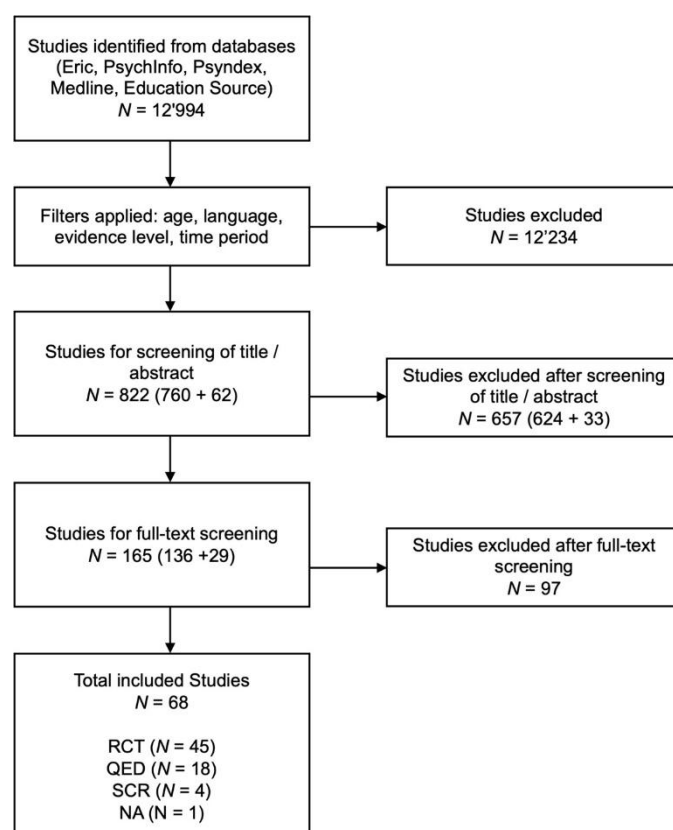 Studies identified from databases
(Eric, PsychInfo, Psyndex,
Medline, Education Source)
N = 12'994
Filters applied: age, language,
evidence level, time period
Studies excluded
N = 12’234
Studies for screening of title /
abstract
N = 822 (760 + 62)
Studies excluded after screening
of title / abstract
N = 657 (624 + 33)
Studies for full-text screening
N = 165 (136 +29)
Studies excluded after full-text
screening
N = 97
Total included Studies
N = 68
RCT (N = 45)
QED (N = 18)
SCR (N = 4)
NA (N = 1)